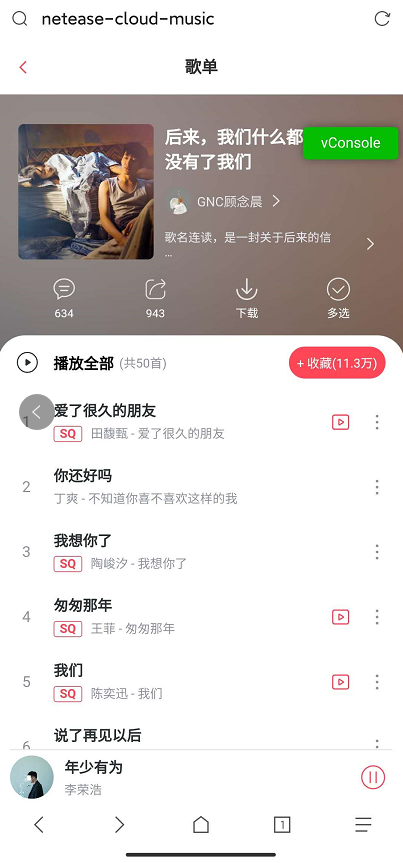 netease-cloud-music
歌单
后来，我们什么都
没有了我们
vConsole
GNC顾念晨
歌名连读，是一封关于后来的信
...
634
943
下载
多选
播放全部 (共50首)
+ 收藏(11.3万)
1
爱了很久的朋友
SQ 田馥甄 - 爱了很久的朋友
2
你还好吗
丁爽 - 不知道你喜不喜欢这样的我
3
我想你了
SQ 陶峻汐 - 我想你了
4
匆匆那年
SQ 王菲 - 匆匆那年
5
我们
SQ 陈奕迅 - 我们
6
说了再见以后
年少有为
李荣浩
1